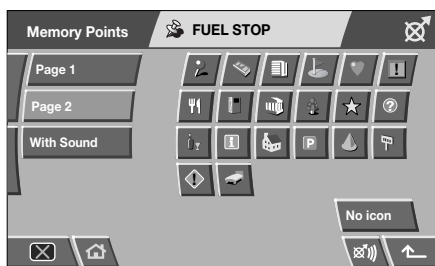 Memory Points FUEL STOP
Page 1
Page 2
With Sound
No icon